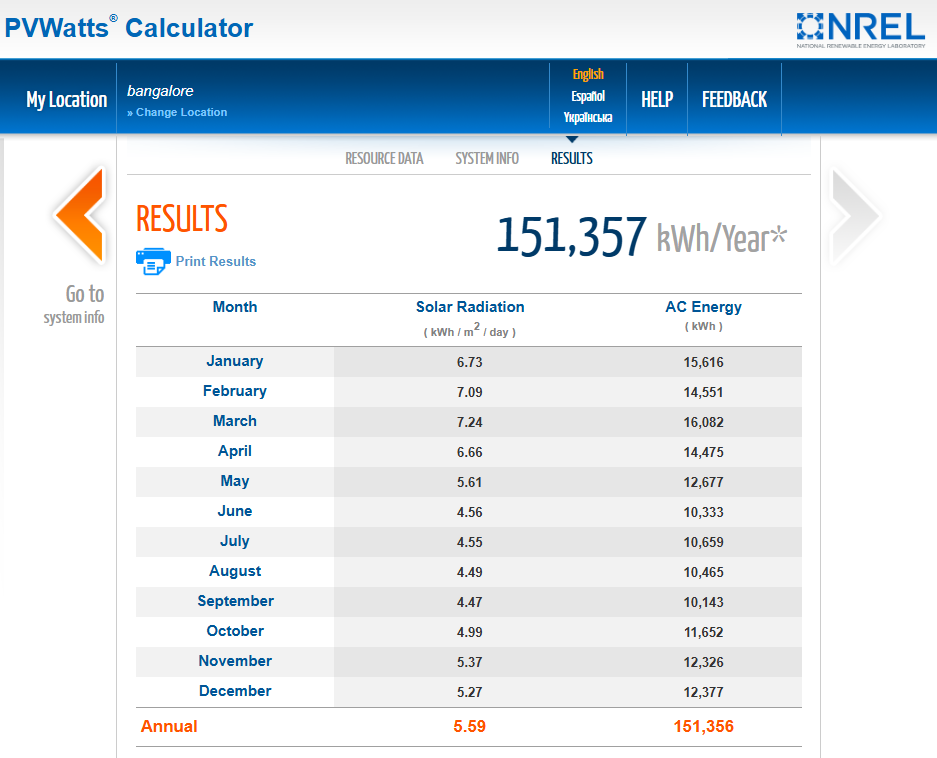 PVWatts® Calculator
NREL
NATIONAL RENEWABLE ENERGY LABORATORY
My Location
bangalore
» Change Location
English
Español
Українська
HELP
FEEDBACK
RESOURCE DATA SYSTEM INFO RESULTS
RESULTS
151,357 kWh/Year*
Print Results
Go to
system info
Month Solar Radiation AC Energy
( kWh / m2 / day ) ( kWh )
January 6.73 15,616
February 7.09 14,551
March 7.24 16,082
April 6.66 14,475
May 5.61 12,677
June 4.56 10,333
July 4.55 10,659
August 4.49 10,465
September 4.47 10,143
October 4.99 11,652
November 5.37 12,326
December 5.27 12,377
Annual 5.59 151,356